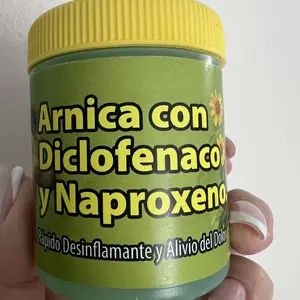 Arnica con
Diclofenaco
y Naproxeno
Rápido Desinflamante y Alivio del Dolor